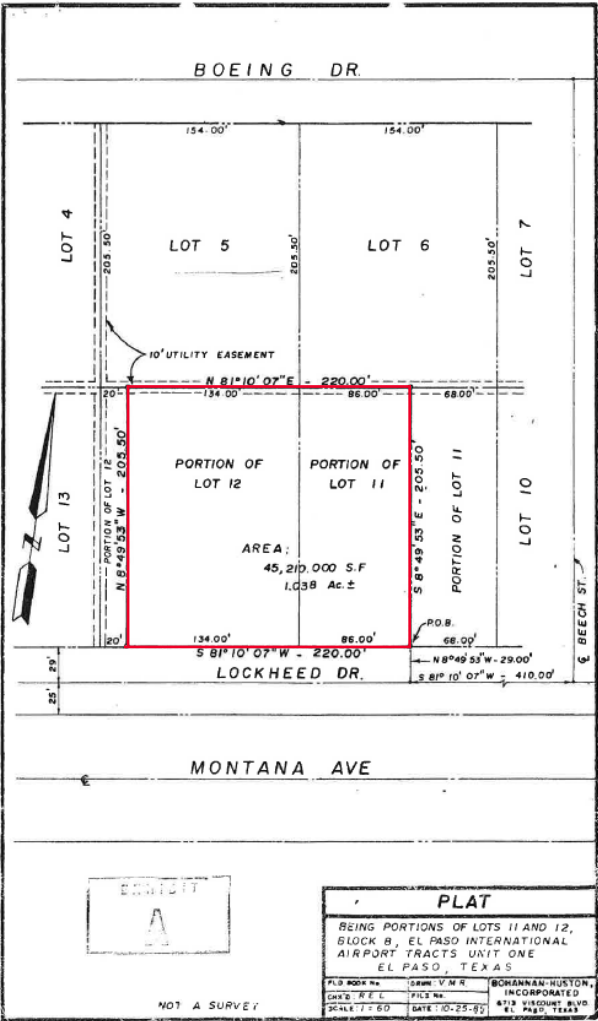 BOEING DR.
154.00'
154.00'
LOT 4
205.50'
LOT 5
205.50'
LOT 6
205.50'
LOT 7
10' UTILITY EASEMENT
N 81°10'07"E - 220.00'
20'
134.00'
86.00'
68.00'
LOT 13
PORTION OF LOT 12
N 8°49'53"W - 205.50'
PORTION OF
LOT 12
PORTION OF
LOT 11
S 8°49'53"E - 205.50'
PORTION OF LOT 11
LOT 10
AREA;
45,210.000 S.F
1.038 Ac.±
Z
℄ BEECH ST.
P.O.B.
20'
134.00'
86.00'
68.00'
S 81°10'07"W - 220.00'
N 8°49'53"W - 29.00'
29'
LOCKHEED DR.
S 81°10'07"W - 410.00'
25'
MONTANA AVE
℄
EXHIBIT
A
NOT A SURVEY
PLAT
BEING PORTIONS OF LOTS 11 AND 12,
BLOCK 8, EL PASO INTERNATIONAL
AIRPORT TRACTS UNIT ONE
EL PASO, TEXAS
FLD BOOK No.
DRWN: V.M.R.
BOHANNAN-HUSTON,
INCORPORATED
CHK'D: R E L
FILE No.
6713 VISCOUNT BLVD.
EL PASO, TEXAS
SCALE: 1"=60
DATE: 10-25-85